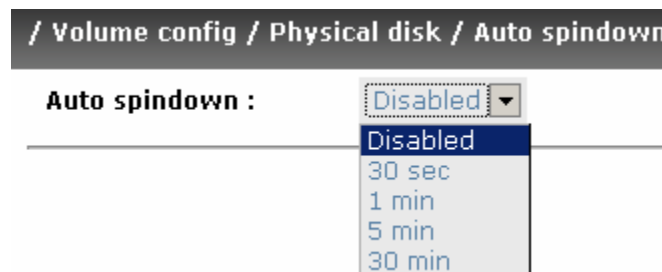 / Volume config / Physical disk / Auto spindown
Auto spindown : Disabled
Disabled
30 sec
1 min
5 min
30 min